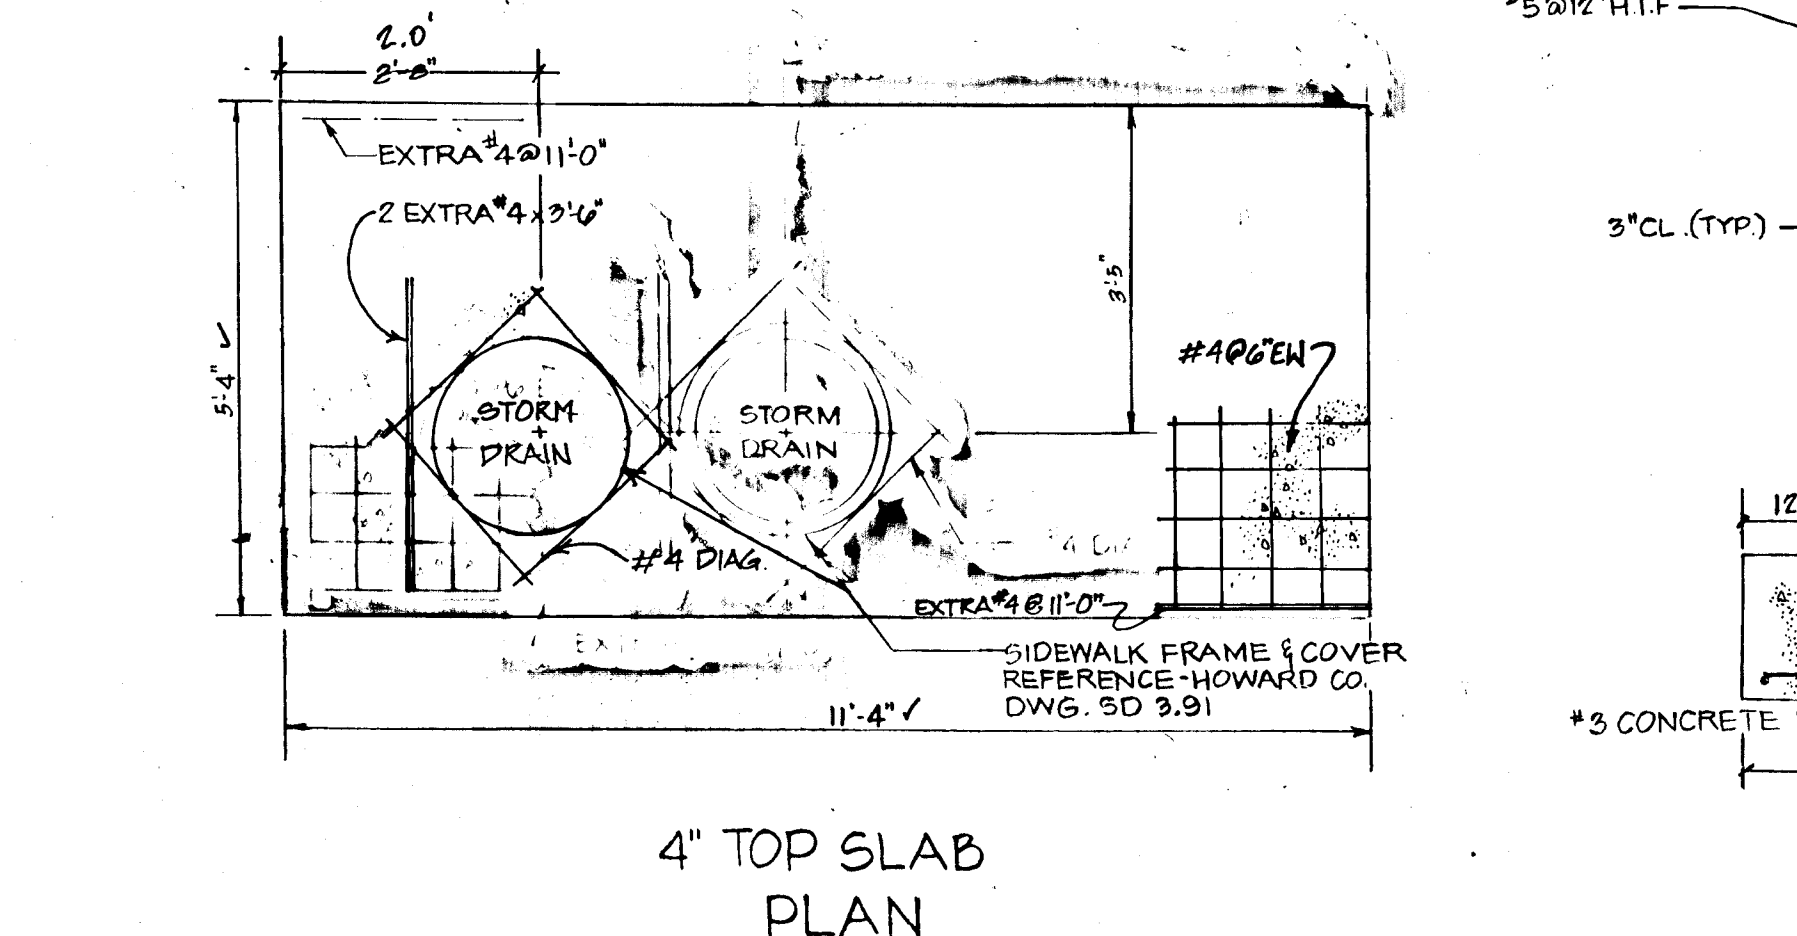 2.0'
2'-8"
EXTRA #4@11'-0"
2 EXTRA #4 x 3'-6"
5'-4" ✓
3'-5"
#4@6"EW
STORM
DRAIN
STORM
DRAIN
#4 DIAG.
EXTRA #4@11'-0"
SIDEWALK FRAME & COVER
REFERENCE-HOWARD CO.
DWG. SD 3.91
11'-4" ✓
4" TOP SLAB
PLAN
#5@12" H.I.F
3"CL.(TYP.)
12
#3 CONCRETE